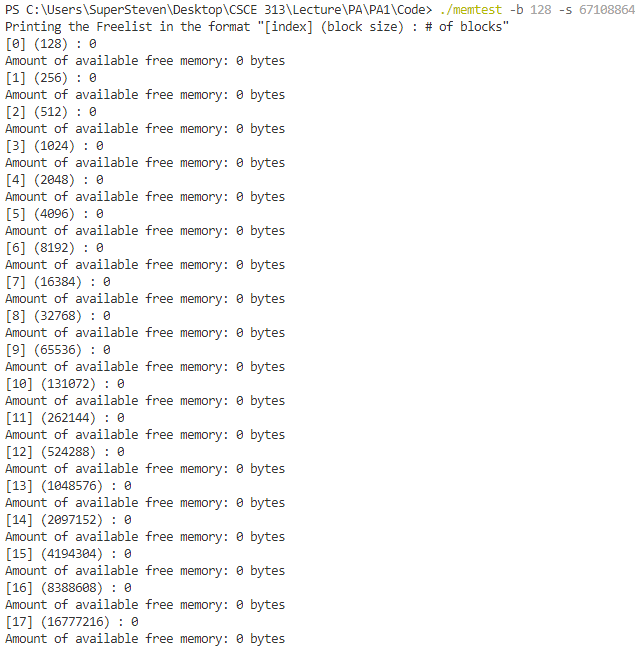 PS C:\Users\SuperSteven\Desktop\CSCE 313\Lecture\PA\PA1\Code> ./memtest -b 128 -s 67108864
Printing the Freelist in the format "[index] (block size) : # of blocks"
[0] (128) : 0
Amount of available free memory: 0 bytes
[1] (256) : 0
Amount of available free memory: 0 bytes
[2] (512) : 0
Amount of available free memory: 0 bytes
[3] (1024) : 0
Amount of available free memory: 0 bytes
[4] (2048) : 0
Amount of available free memory: 0 bytes
[5] (4096) : 0
Amount of available free memory: 0 bytes
[6] (8192) : 0
Amount of available free memory: 0 bytes
[7] (16384) : 0
Amount of available free memory: 0 bytes
[8] (32768) : 0
Amount of available free memory: 0 bytes
[9] (65536) : 0
Amount of available free memory: 0 bytes
[10] (131072) : 0
Amount of available free memory: 0 bytes
[11] (262144) : 0
Amount of available free memory: 0 bytes
[12] (524288) : 0
Amount of available free memory: 0 bytes
[13] (1048576) : 0
Amount of available free memory: 0 bytes
[14] (2097152) : 0
Amount of available free memory: 0 bytes
[15] (4194304) : 0
Amount of available free memory: 0 bytes
[16] (8388608) : 0
Amount of available free memory: 0 bytes
[17] (16777216) : 0
Amount of available free memory: 0 bytes